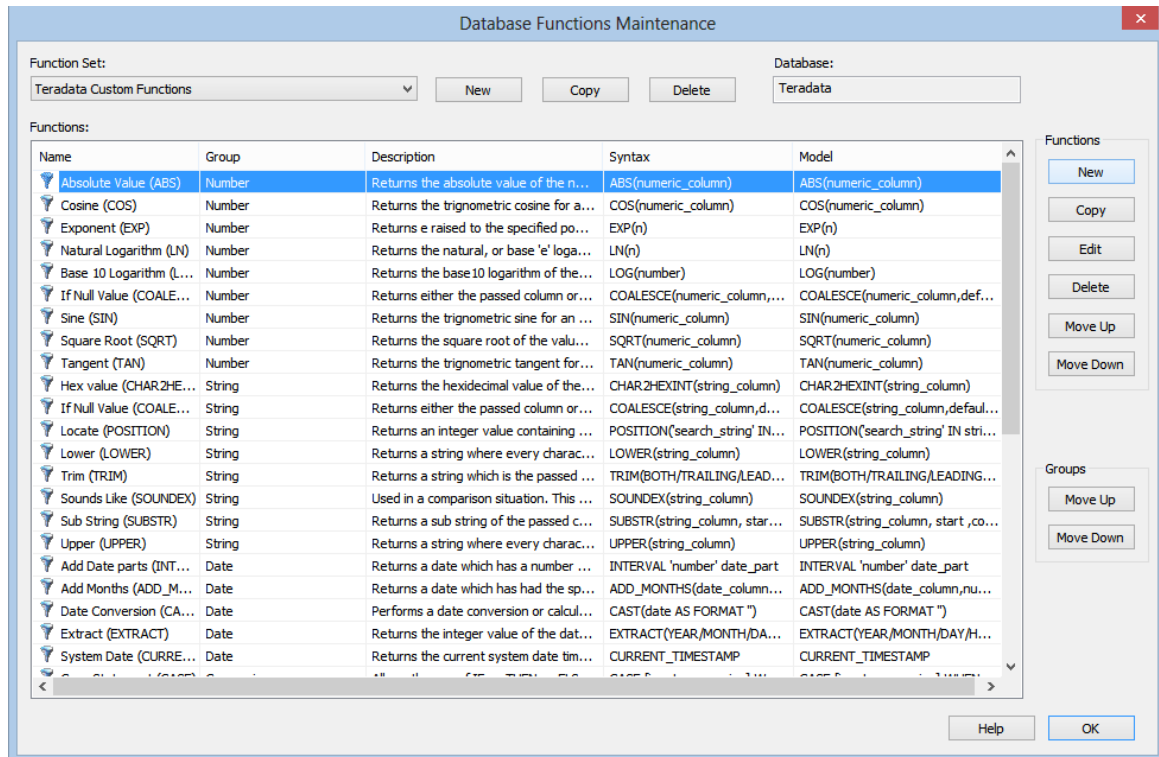 Database Functions Maintenance
Function Set:
Database:
Teradata Custom Functions
New
Copy
Delete
Teradata
Functions:
Functions
Name Group Description Syntax Model
Absolute Value (ABS) Number Returns the absolute value of the n... ABS(numeric_column) ABS(numeric_column)
New
Cosine (COS) Number Returns the trignometric cosine for a... COS(numeric_column) COS(numeric_column)
Copy
Exponent (EXP) Number Returns e raised to the specified po... EXP(n) EXP(n)
Natural Logarithm (LN) Number Returns the natural, or base 'e' loga... LN(n) LN(n)
Edit
Base 10 Logarithm (L... Number Returns the base10 logarithm of the... LOG(number) LOG(number)
Delete
If Null Value (COALE... Number Returns either the passed column or... COALESCE(numeric_column,... COALESCE(numeric_column,def...
Sine (SIN) Number Returns the trignometric sine for an ... SIN(numeric_column) SIN(numeric_column)
Move Up
Square Root (SQRT) Number Returns the square root of the valu... SQRT(numeric_column) SQRT(numeric_column)
Tangent (TAN) Number Returns the trignometric tangent for... TAN(numeric_column) TAN(numeric_column)
Move Down
Hex value (CHAR2HE... String Returns the hexidecimal value of the... CHAR2HEXINT(string_column) CHAR2HEXINT(string_column)
If Null Value (COALE... String Returns either the passed column or... COALESCE(string_column,d... COALESCE(string_column,defaul...
Locate (POSITION) String Returns an integer value containing ... POSITION('search_string' IN... POSITION('search_string' IN stri...
Lower (LOWER) String Returns a string where every charac... LOWER(string_column) LOWER(string_column)
Trim (TRIM) String Returns a string which is the passed ... TRIM(BOTH/TRAILING/LEAD... TRIM(BOTH/TRAILING/LEADING...
Groups
Sounds Like (SOUNDEX) String Used in a comparison situation. This ... SOUNDEX(string_column) SOUNDEX(string_column)
Move Up
Sub String (SUBSTR) String Returns a sub string of the passed c... SUBSTR(string_column, star... SUBSTR(string_column, start ,co...
Upper (UPPER) String Returns a string where every charac... UPPER(string_column) UPPER(string_column)
Move Down
Add Date parts (INT... Date Returns a date which has a number ... INTERVAL 'number' date_part INTERVAL 'number' date_part
Add Months (ADD_M... Date Returns a date which has had the sp... ADD_MONTHS(date_column... ADD_MONTHS(date_column,nu...
Date Conversion (CA... Date Performs a date conversion or calcul... CAST(date AS FORMAT '') CAST(date AS FORMAT '')
Extract (EXTRACT) Date Returns the integer value of the dat... EXTRACT(YEAR/MONTH/DA... EXTRACT(YEAR/MONTH/DAY/H...
System Date (CURRE... Date Returns the current system date tim... CURRENT_TIMESTAMP CURRENT_TIMESTAMP
Help
OK